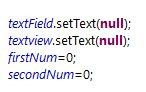 textField.setText(null);
textview.setText(null);
firstNum=0;
secondNum=0;